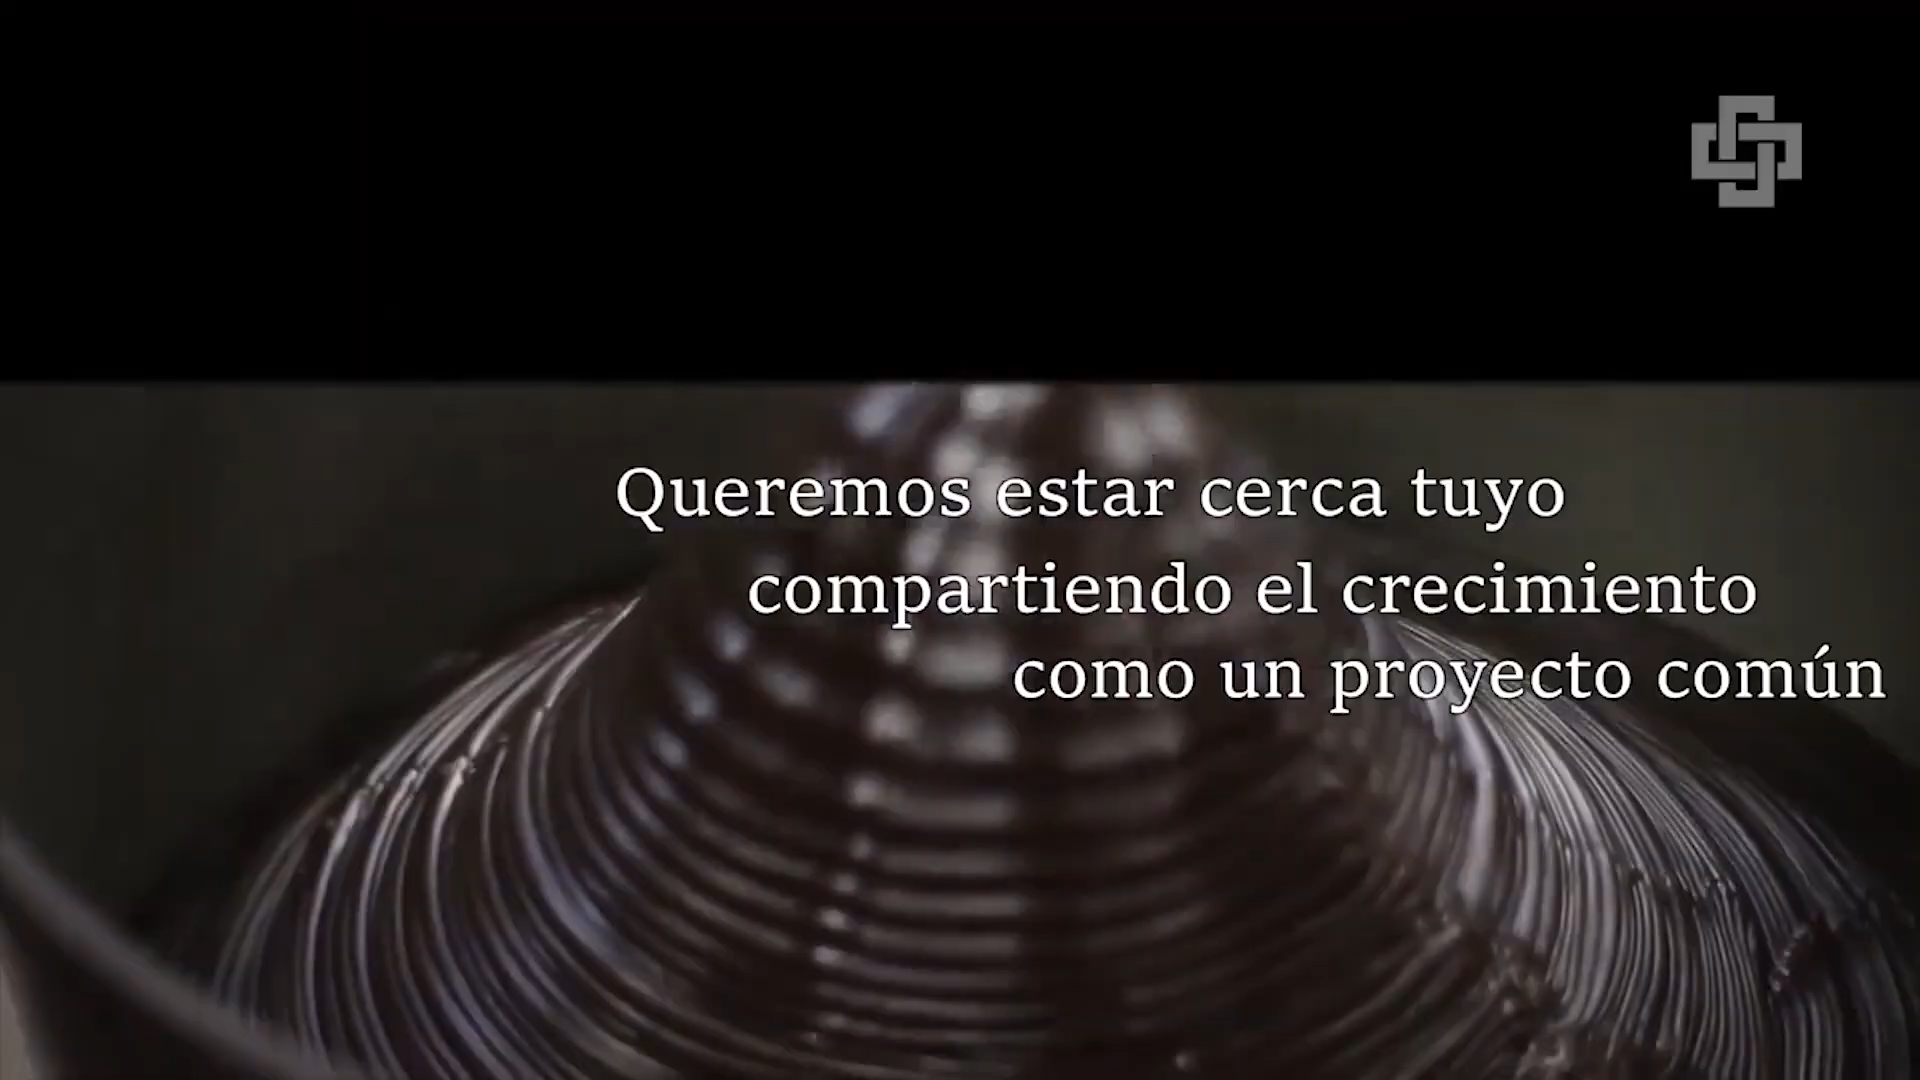 Queremos estar cerca tuyo
compartiendo el crecimiento
como un proyecto común